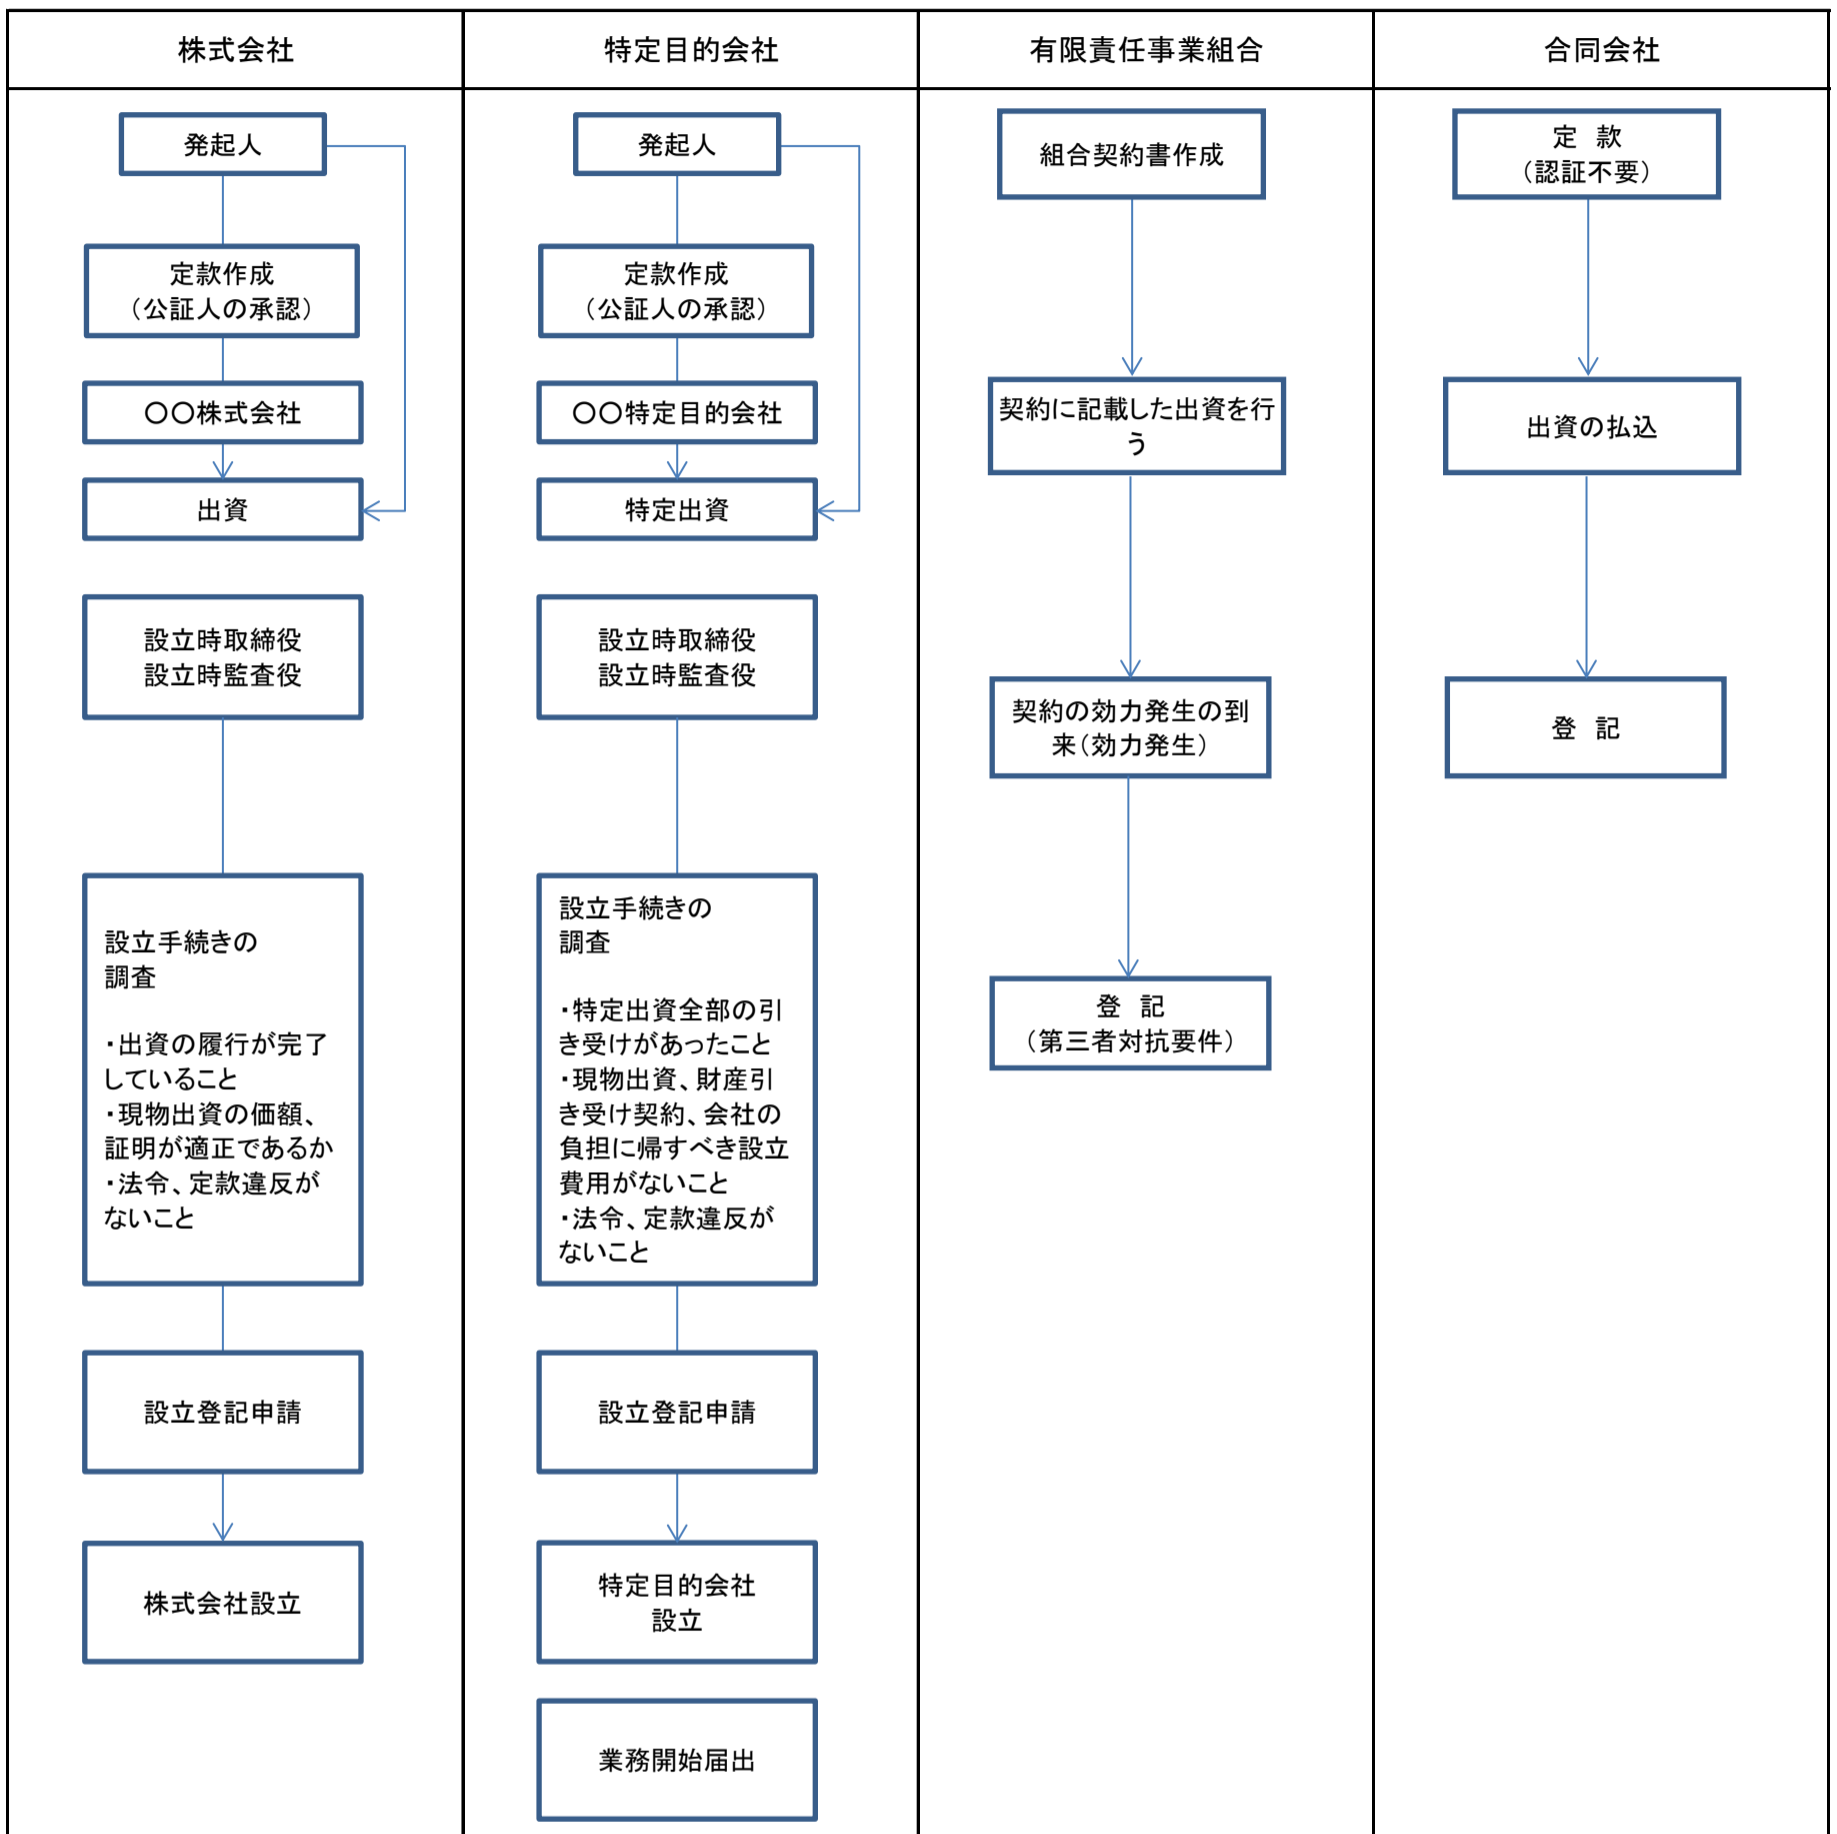 株式会社
特定目的会社
有限責任事業組合
合同会社
発起人
定款作成
（公証人の承認）
〇〇株式会社
出資
設立時取締役
設立時監査役
設立手続きの
調査
・出資の履行が完了
していること
・現物出資の価額、
証明が適正であるか
・法令、定款違反が
ないこと
設立登記申請
株式会社設立
発起人
定款作成
（公証人の承認）
〇〇特定目的会社
特定出資
設立時取締役
設立時監査役
設立手続きの
調査
・特定出資全部の引
き受けがあったこと
・現物出資、財産引
き受け契約、会社の
負担に帰すべき設立
費用がないこと
・法令、定款違反が
ないこと
設立登記申請
特定目的会社
設立
業務開始届出
組合契約書作成
契約に記載した出資を行
う
契約の効力発生の到
来（効力発生）
登　記
（第三者対抗要件）
定　款
（認証不要）
出資の払込
登　記